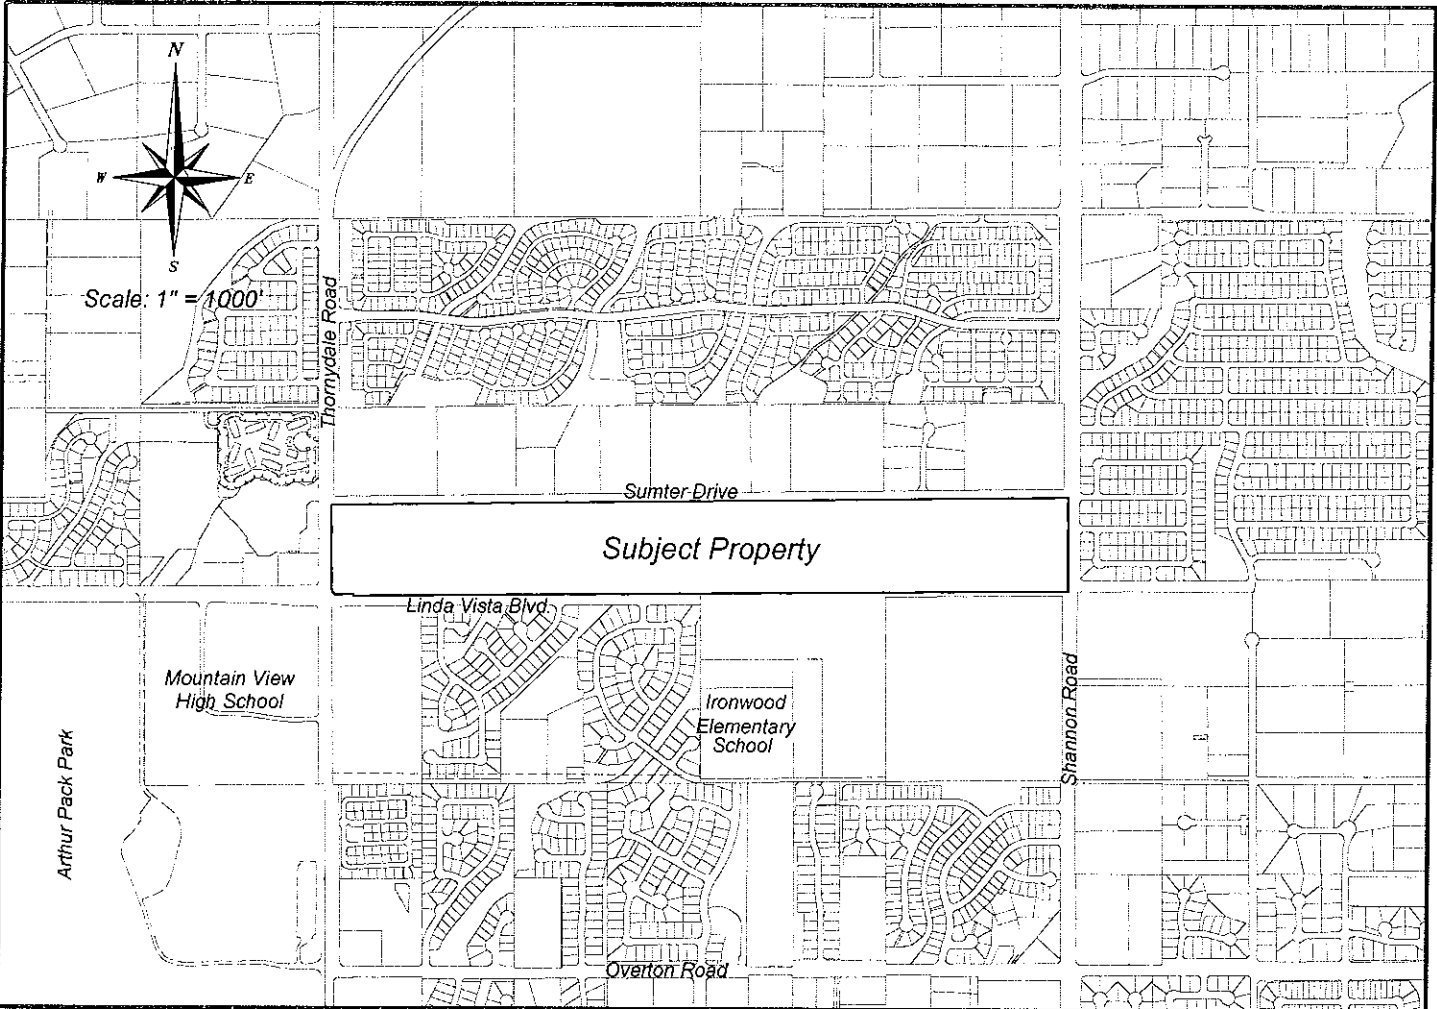 N
W
E
S
Scale: 1" = 1000'
Thornydale Road
Sumter Drive
Subject Property
Linda Vista Blvd.
Mountain View
High School
Ironwood
Elementary
School
Shannon Road
Arthur Pack Park
Overton Road